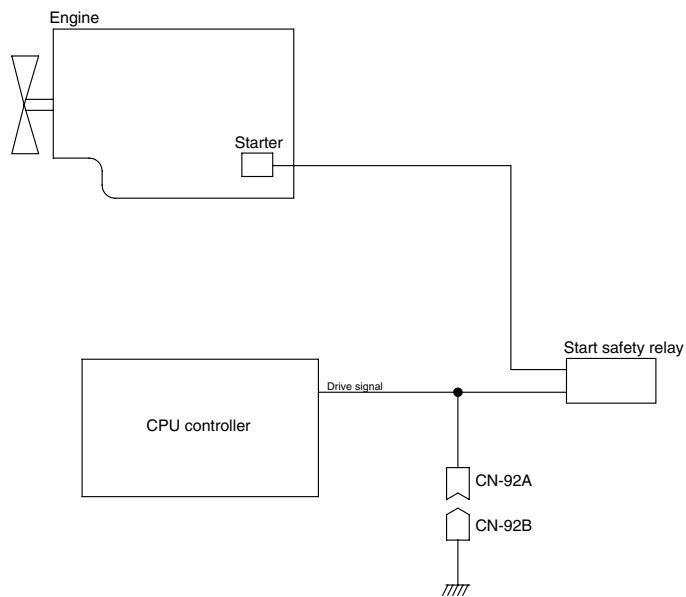 Engine
Starter
Start safety relay
Drive signal
CPU controller
CN-92A
CN-92B